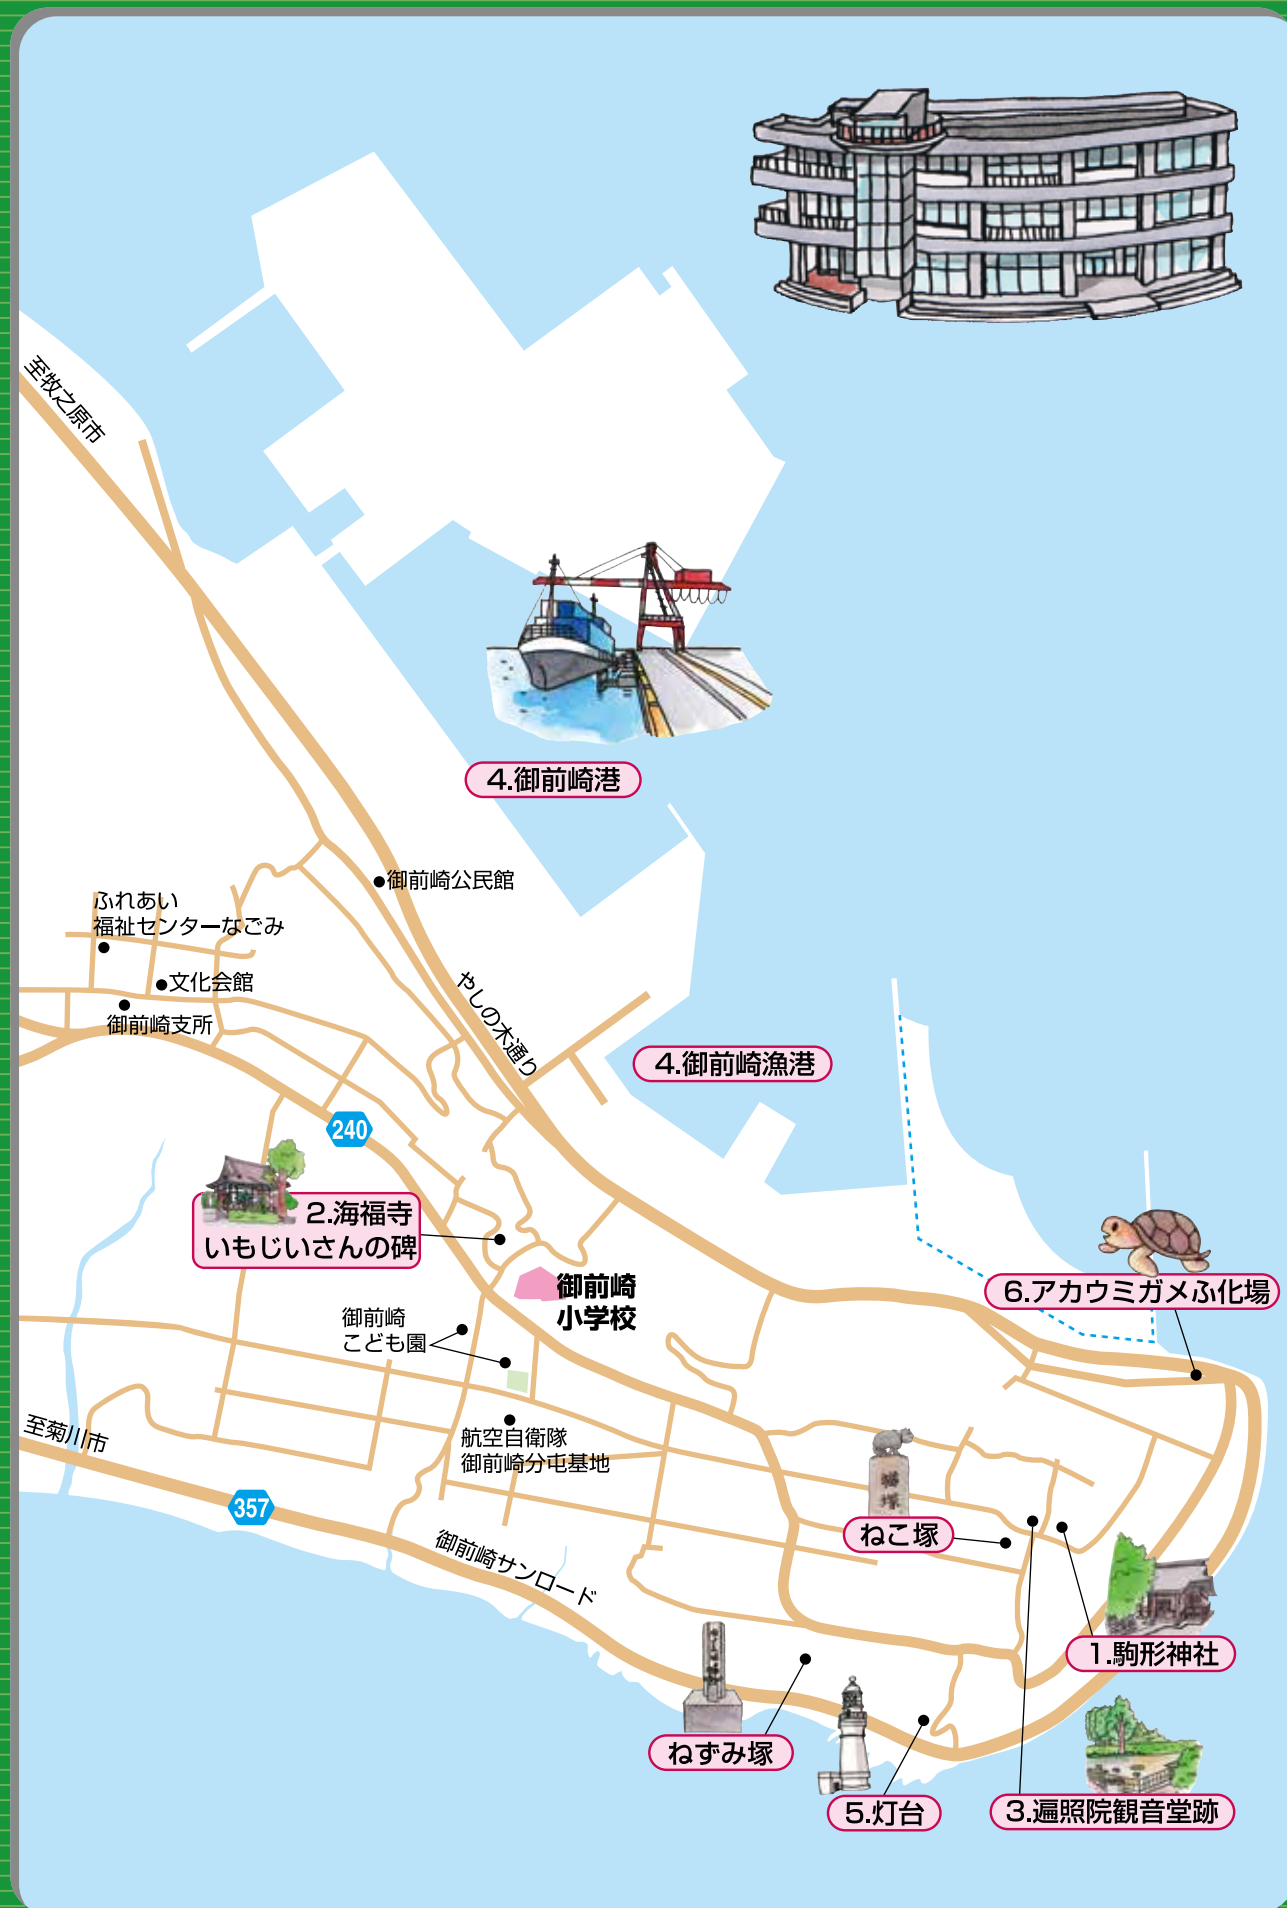 至牧之原市
4.御前崎港
御前崎公民館
ふれあい
福祉センターなごみ
文化会館
御前崎支所
やしの木通り
4.御前崎漁港
240
2.海福寺
いもじいさんの碑
6.アカウミガメふ化場
御前崎
小学校
御前崎
こども園
至菊川市
航空自衛隊
御前崎分屯基地
357
猫塚
ねこ塚
御前崎サンロード
1.駒形神社
ねずみ塚
5.灯台
3.遍照院観音堂跡